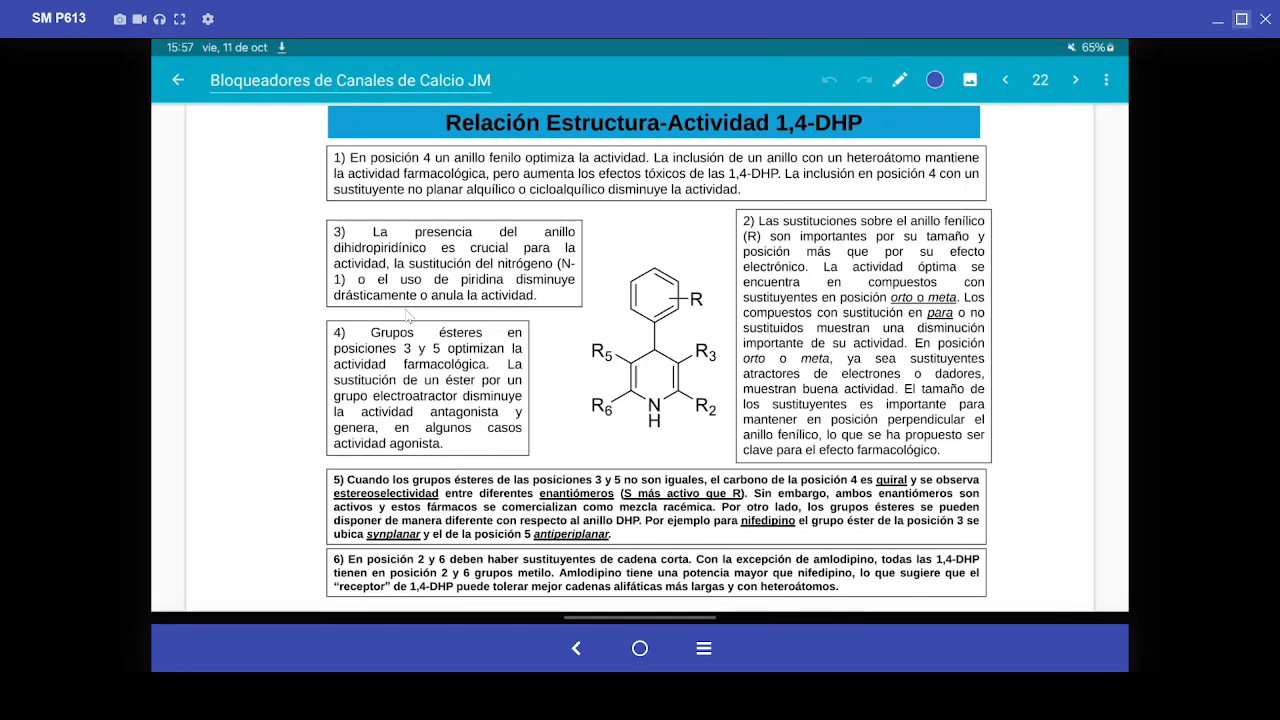 SM P613
15:57 vie, 11 de oct
65%
Bloqueadores de Canales de Calcio JM
22
Relación Estructura-Actividad 1,4-DHP
1) En posición 4 un anillo fenilo optimiza la actividad. La inclusión de un anillo con un heteroátomo mantiene
la actividad farmacológica, pero aumenta los efectos tóxicos de las 1,4-DHP. La inclusión en posición 4 con un
sustituyente no planar alquílico o cicloalquílico disminuye la actividad.
3) La presencia del anillo
dihidropiridínico es crucial para la
actividad, la sustitución del nitrógeno (N-
1) o el uso de piridina disminuye
drásticamente o anula la actividad.
4) Grupos ésteres en
posiciones 3 y 5 optimizan la
actividad farmacológica. La
sustitución de un éster por un
grupo electroatractor disminuye
la actividad antagonista y
genera, en algunos casos
actividad agonista.
R
R5
R3
R6
N
H
R2
2) Las sustituciones sobre el anillo fenílico
(R) son importantes por su tamaño y
posición más que por su efecto
electrónico. La actividad óptima se
encuentra en compuestos con
sustituyentes en posición orto o meta. Los
compuestos con sustitución en para o no
sustituidos muestran una disminución
importante de su actividad. En posición
orto o meta, ya sea sustituyentes
atractores de electrones o dadores,
muestran buena actividad. El tamaño de
los sustituyentes es importante para
mantener en posición perpendicular el
anillo fenílico, lo que se ha propuesto ser
clave para el efecto farmacológico.
5) Cuando los grupos ésteres de las posiciones 3 y 5 no son iguales, el carbono de la posición 4 es quiral y se observa
estereoselectividad entre diferentes enantiómeros (S más activo que R). Sin embargo, ambos enantiómeros son
activos y estos fármacos se comercializan como mezcla racémica. Por otro lado, los grupos ésteres se pueden
disponer de manera diferente con respecto al anillo DHP. Por ejemplo para nifedipino el grupo éster de la posición 3 se
ubica synplanar y el de la posición 5 antiperiplanar.
6) En posición 2 y 6 deben haber sustituyentes de cadena corta. Con la excepción de amlodipino, todas las 1,4-DHP
tienen en posición 2 y 6 grupos metilo. Amlodipino tiene una potencia mayor que nifedipino, lo que sugiere que el
“receptor” de 1,4-DHP puede tolerar mejor cadenas alifáticas más largas y con heteroátomos.